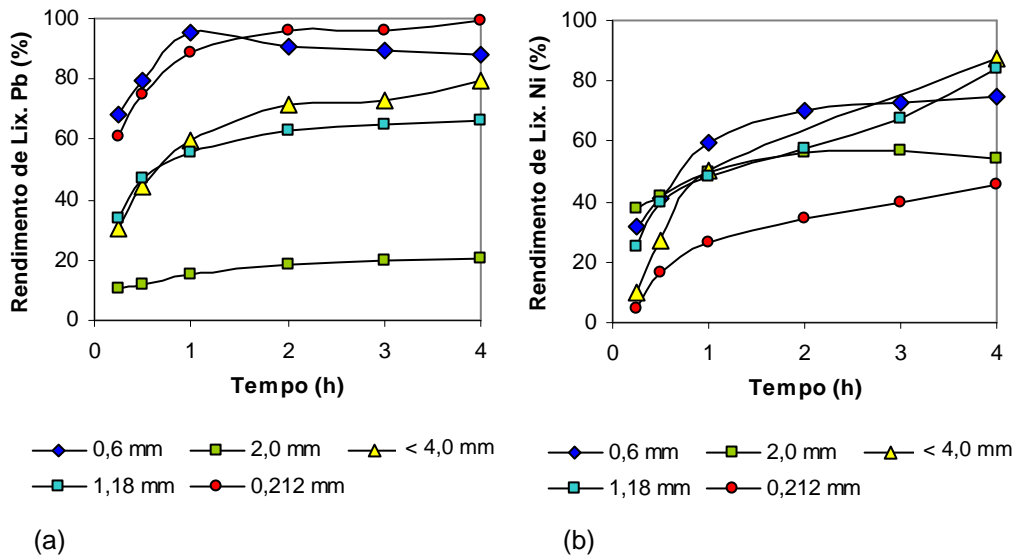 Rendimento de Lix. Pb (%)
100
80
60
40
20
0
0 1 2 3 4
Tempo (h)
0,6 mm 2,0 mm < 4,0 mm
1,18 mm 0,212 mm
(a)
Rendimento de Lix. Ni (%)
100
80
60
40
20
0
0 1 2 3 4
Tempo (h)
0,6 mm 2,0 mm < 4,0 mm
1,18 mm 0,212 mm
(b)